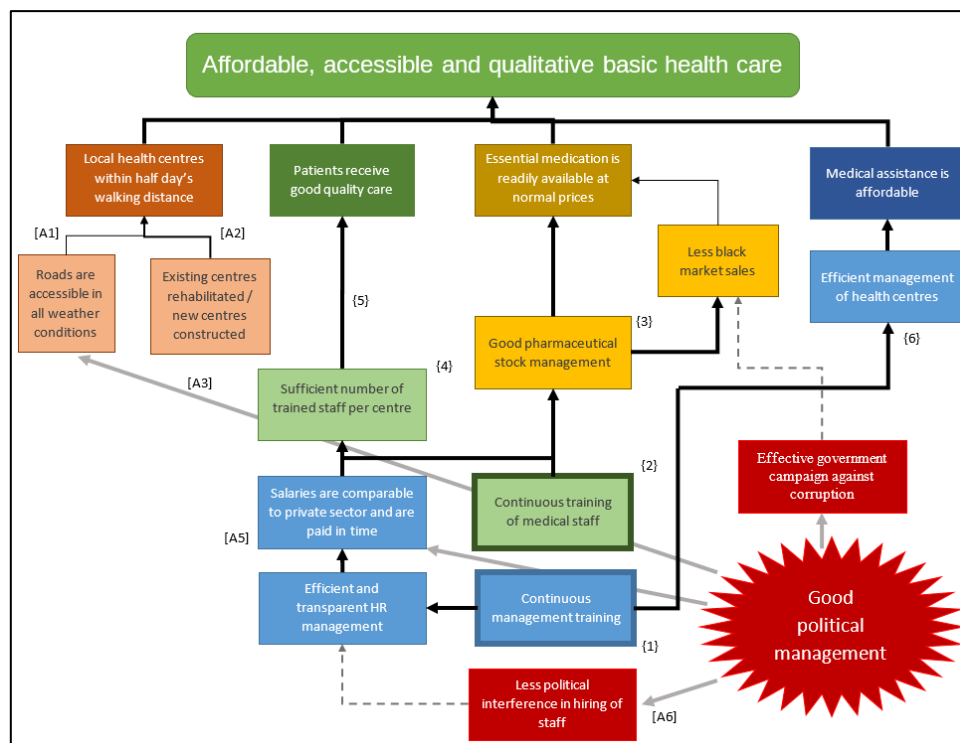 Affordable, accessible and qualitative basic health care
Local health centres
within half day's
walking distance
Patients receive
good quality care
Essential medication is
readily available at
normal prices
Medical assistance is
affordable
[A1]
[A2]
Roads are
accessible in
all weather
conditions
Existing centres
rehabilitated /
new centres
constructed
{5}
Less black
market sales
Efficient management
of health centres
{3}
{6}
Good pharmaceutical
stock management
[A3]
{4}
Sufficient number of
trained staff per centre
{2}
Effective government
campaign against
corruption
Salaries are comparable
to private sector and are
paid in time
Continuous training
of medical staff
[A5]
Efficient and
transparent HR
management
Continuous
management training
{1}
Good
political
management
Less political
interference in hiring of
staff
[A6]